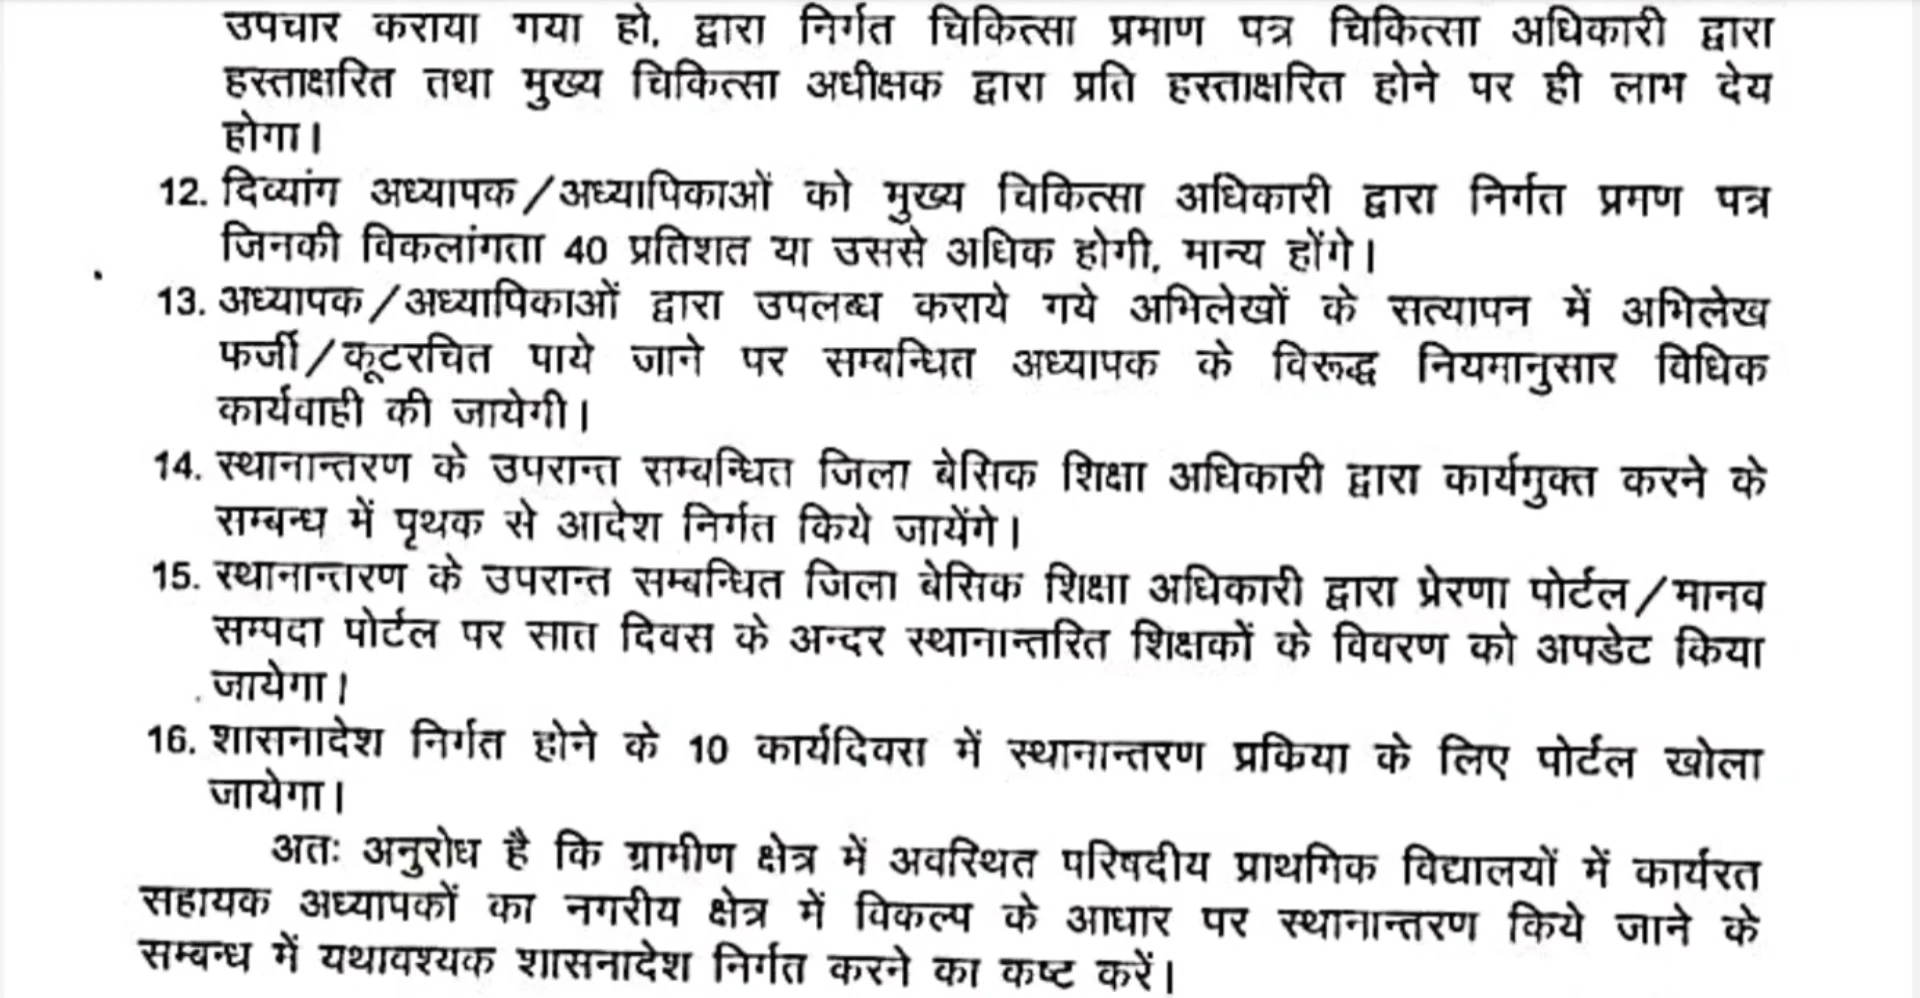 उपचार कराया गया हो, द्वारा निर्गत चिकित्सा प्रमाण पत्र चिकित्सा अधिकारी द्वारा
हस्ताक्षरित तथा मुख्य चिकित्सा अधीक्षक द्वारा प्रति हस्ताक्षरित होने पर ही लाभ देय
होगा।
12. दिव्यांग अध्यापक/अध्यापिकाओं को मुख्य चिकित्सा अधिकारी द्वारा निर्गत प्रमण पत्र
जिनकी विकलांगता 40 प्रतिशत या उससे अधिक होगी, मान्य होंगे।
13. अध्यापक/अध्यापिकाओं द्वारा उपलब्ध कराये गये अभिलेखों के सत्यापन में अभिलेख
फर्जी/कूटरचित पाये जाने पर सम्बन्धित अध्यापक के विरूद्ध नियमानुसार विधिक
कार्यवाही की जायेगी।
14. स्थानान्तरण के उपरान्त सम्बन्धित जिला बेसिक शिक्षा अधिकारी द्वारा कार्यमुक्त करने के
सम्बन्ध में पृथक से आदेश निर्गत किये जायेंगे।
15. स्थानान्तरण के उपरान्त सम्बन्धित जिला बेसिक शिक्षा अधिकारी द्वारा प्रेरणा पोर्टल/मानव
सम्पदा पोर्टल पर सात दिवस के अन्दर स्थानान्तरित शिक्षकों के विवरण को अपडेट किया
जायेगा।
16. शासनादेश निर्गत होने के 10 कार्यदिवस में स्थानान्तरण प्रकिया के लिए पोर्टल खोला
जायेगा।
अतः अनुरोध है कि ग्रामीण क्षेत्र में अवस्थित परिषदीय प्राथमिक विद्यालयों में कार्यरत
सहायक अध्यापकों का नगरीय क्षेत्र में विकल्प के आधार पर स्थानान्तरण किये जाने के
सम्बन्ध में यथावश्यक शासनादेश निर्गत करने का कष्ट करें।